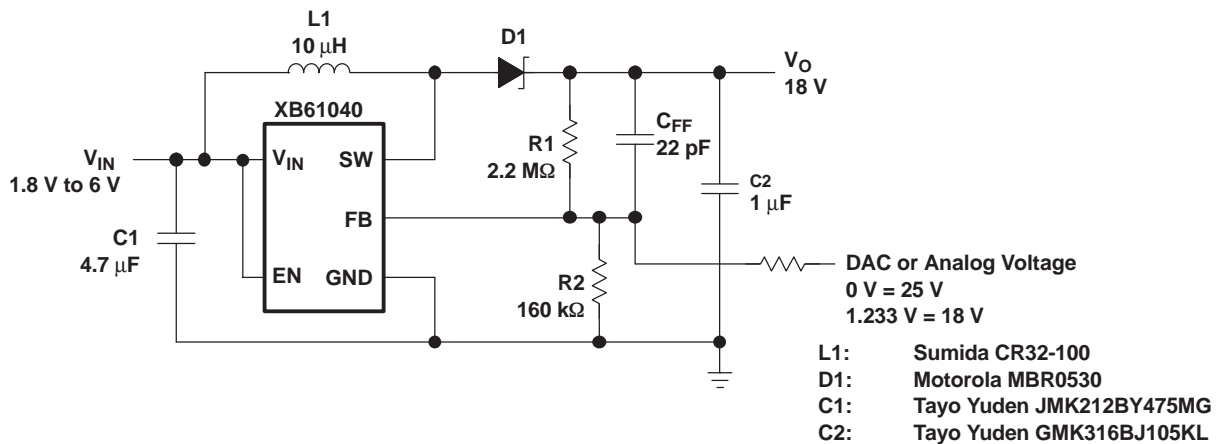 L1
10 μH
D1
VO
18 V
XB61040
VIN
1.8 V to 6 V
VIN
SW
R1
2.2 MΩ
CFF
22 pF
C2
1 μF
FB
C1
4.7 μF
EN
GND
R2
160 kΩ
DAC or Analog Voltage
0 V = 25 V
1.233 V = 18 V
L1: Sumida CR32-100
D1: Motorola MBR0530
C1: Tayo Yuden JMK212BY475MG
C2: Tayo Yuden GMK316BJ105KL